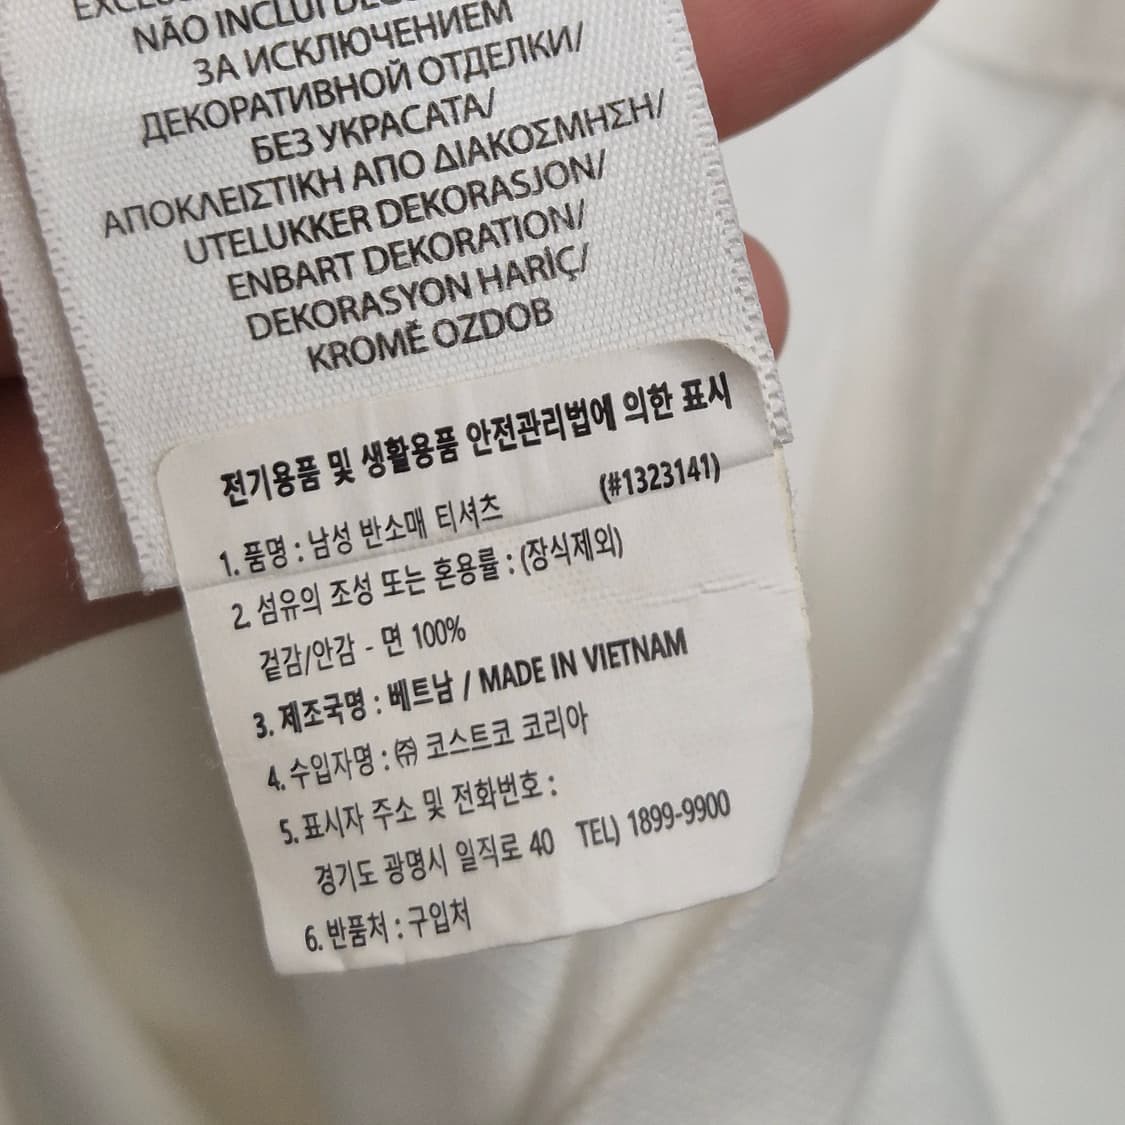 NÃO INCLUI
ЗА ИСКЛЮЧЕНИЕМ
ДЕКОРАТИВНОЙ ОТДЕЛКИ/
БЕЗ УКРАСАТА/
ΑΠΟΚΛΕΙΣΤΙΚΗ ΑΠΟ ΔΙΑΚΟΣΜΗΣΗ/
UTELUKKER DEKORASJON/
ENBART DEKORATION/
DEKORASYON HARİÇ/
KROMĚ OZDOB
전기용품 및 생활용품 안전관리법에 의한 표시
1. 품명 : 남성 반소매 티셔츠 (#1323141)
2. 섬유의 조성 또는 혼용률 : (장식제외)
겉감/안감 - 면 100%
3. 제조국명 : 베트남 / MADE IN VIETNAM
4. 수입자명 : ㈜ 코스트코 코리아
5. 표시자 주소 및 전화번호 :
경기도 광명시 일직로 40 TEL) 1899-9900
6. 반품처 : 구입처